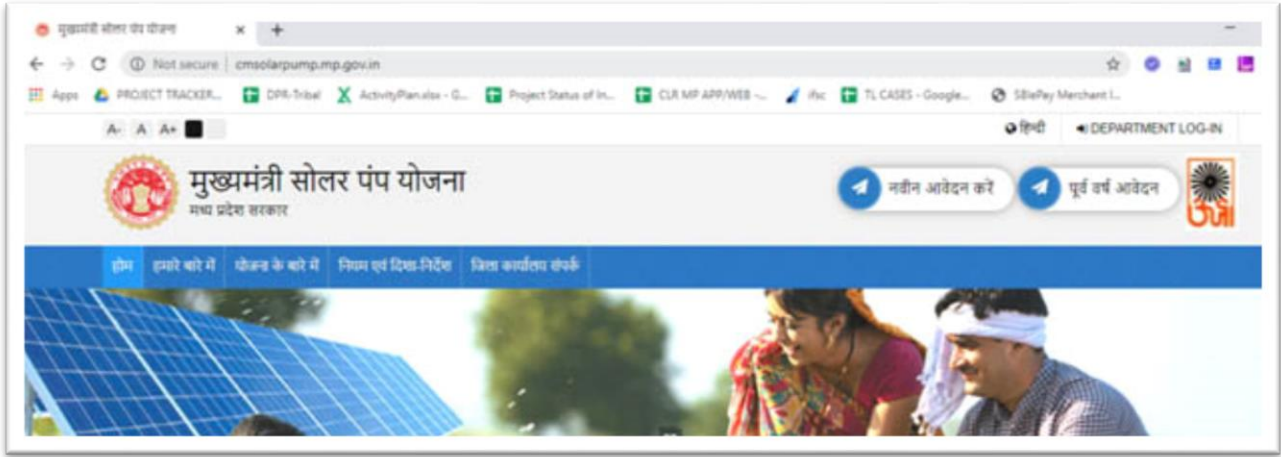 मुख्यमंत्री सोलर पंप योजना × +
Not secure cmsolarpump.mp.gov.in
Apps PROJECT TRACKER... DPR-Tribal ActivityPlan.xlsx - G... Project Status of In... CLR MP APP/WEB -... ifsc TL CASES - Google... SBIePay Merchant I...
A- A A+ हिन्दी DEPARTMENT LOG-IN
मुख्यमंत्री सोलर पंप योजना
मध्य प्रदेश सरकार
नवीन आवेदन करें पूर्व वर्ष आवेदन
ऊर्जा
होम हमारे बारे में योजना के बारे में नियम एवं दिशा-निर्देश जिला कार्यालय संपर्क